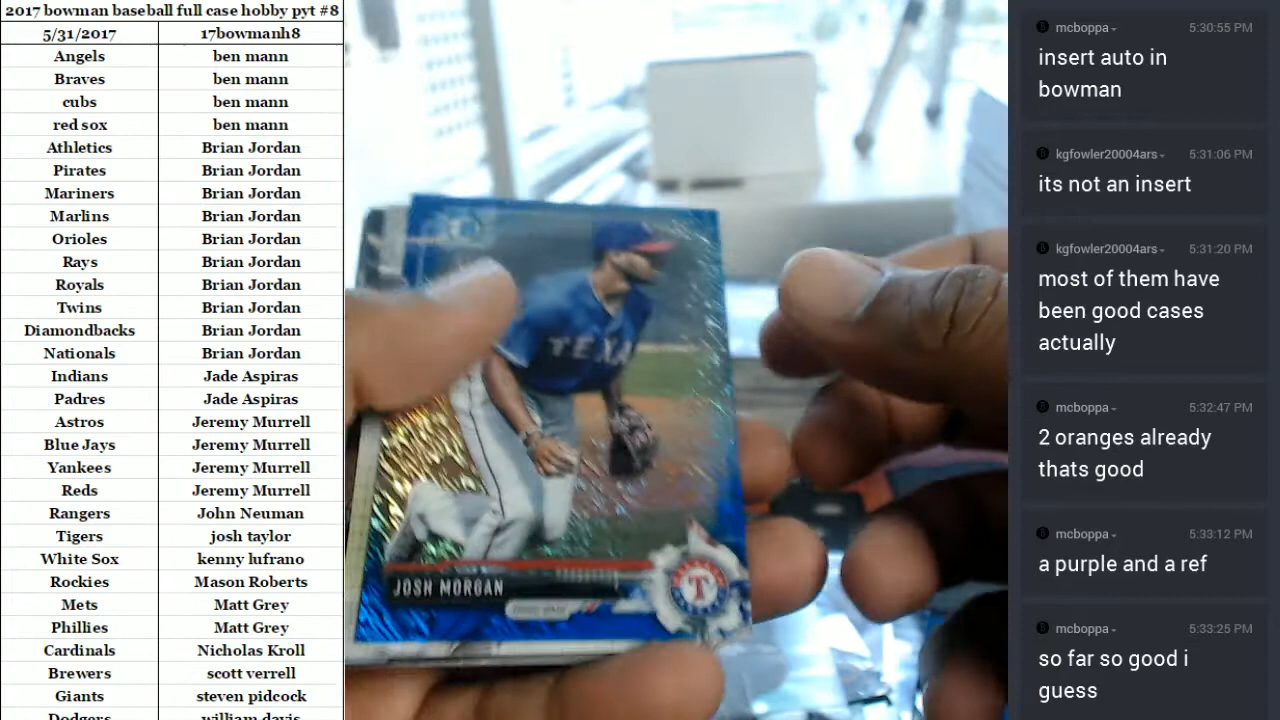 2017 bowman baseball full case hobby pyt #8
5/31/2017 17bowmanh8
Angels ben mann
Braves ben mann
cubs ben mann
red sox ben mann
Athletics Brian Jordan
Pirates Brian Jordan
Mariners Brian Jordan
Marlins Brian Jordan
Orioles Brian Jordan
Rays Brian Jordan
Royals Brian Jordan
Twins Brian Jordan
Diamondbacks Brian Jordan
Nationals Brian Jordan
Indians Jade Aspiras
Padres Jade Aspiras
Astros Jeremy Murrell
Blue Jays Jeremy Murrell
Yankees Jeremy Murrell
Reds Jeremy Murrell
Rangers John Neuman
Tigers josh taylor
White Sox kenny lufrano
Rockies Mason Roberts
Mets Matt Grey
Phillies Matt Grey
Cardinals Nicholas Kroll
Brewers scott verrell
Giants steven pidcock
Dodgers william davis
TEXA
JOSH MORGAN
T
mcboppa 5:30:55 PM
insert auto in
bowman
kgfowler20004ars 5:31:06 PM
its not an insert
kgfowler20004ars 5:31:20 PM
most of them have
been good cases
actually
mcboppa 5:32:47 PM
2 oranges already
thats good
mcboppa 5:33:12 PM
a purple and a ref
mcboppa 5:33:25 PM
so far so good i
guess